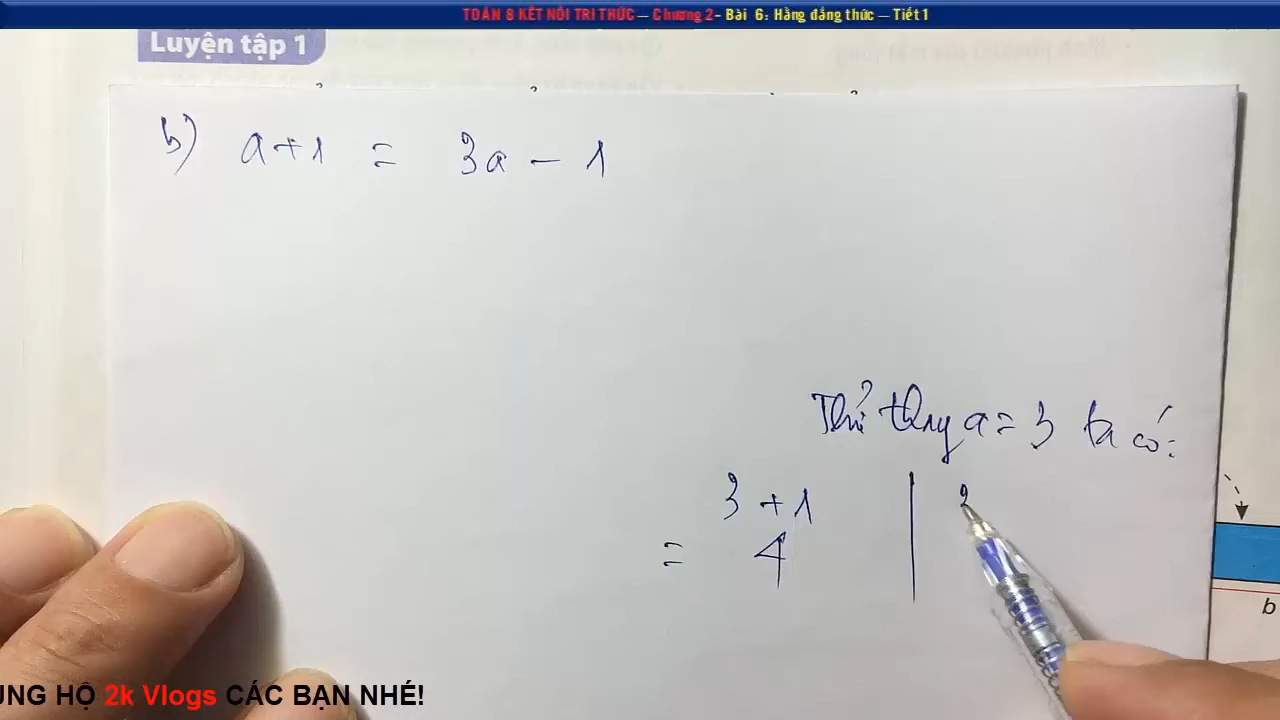 TOÁN 8 KẾT NỐI TRI THỨC – Chương 2 - Bài 6: Hằng đẳng thức – Tiết 1
Luyện tập 1
b) a+1 = 3a - 1
Thử thay a = 3 ta có:
3 + 1 | 3
= 4
b
UNG HỘ 2k Vlogs CÁC BẠN NHÉ!